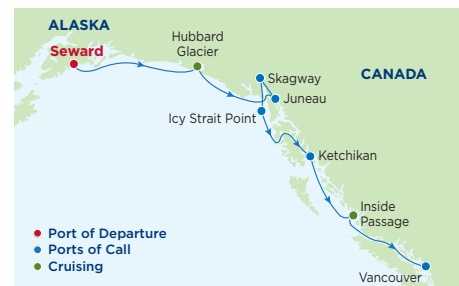 ALASKA
Seward
Hubbard
Glacier
Skagway
CANADA
Juneau
Icy Strait Point
Ketchikan
Inside
Passage
Port of Departure
Ports of Call
Cruising
Vancouver